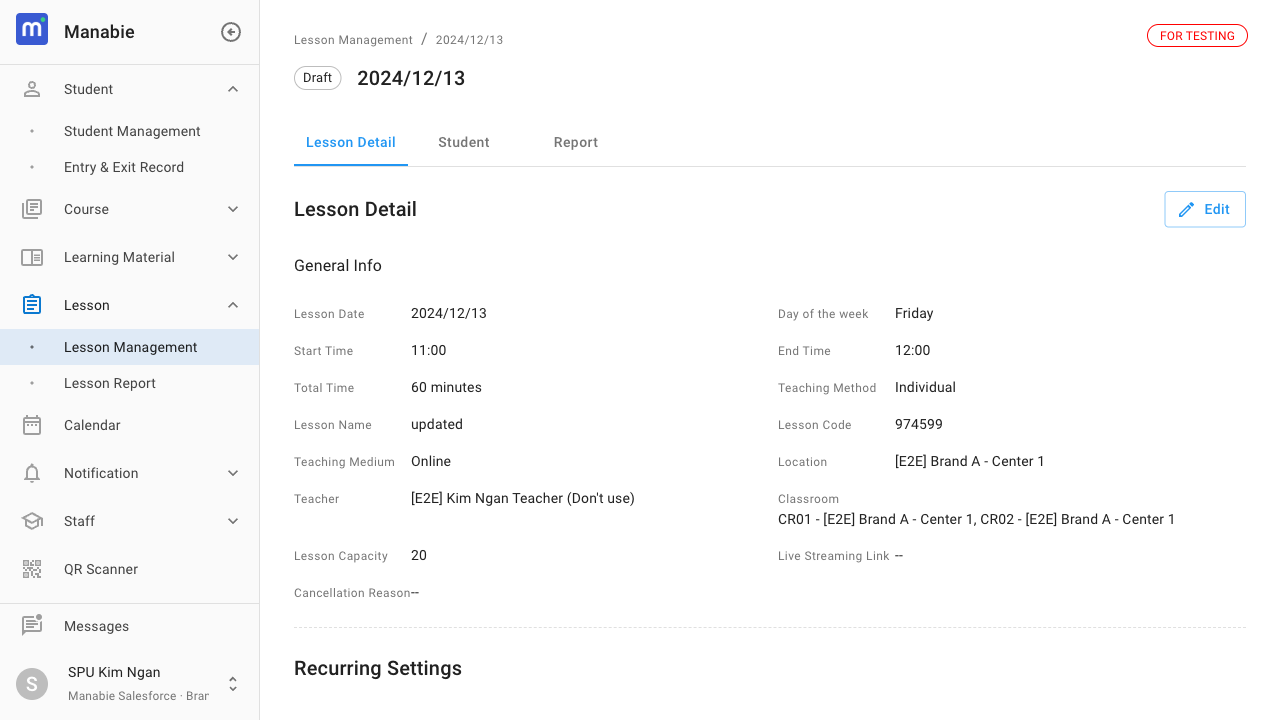 m
Manabie
Student
Student Management
Entry & Exit Record
Course
Learning Material
Lesson
Lesson Management
Lesson Report
Calendar
Notification
Staff
QR Scanner
Messages
S
SPU Kim Ngan
Manabie Salesforce · Brar
Lesson Management / 2024/12/13
FOR TESTING
Draft 2024/12/13
Lesson Detail Student Report
Lesson Detail
Edit
General Info
Lesson Date 2024/12/13 Day of the week Friday
Start Time 11:00 End Time 12:00
Total Time 60 minutes Teaching Method Individual
Lesson Name updated Lesson Code 974599
Teaching Medium Online Location [E2E] Brand A - Center 1
Teacher [E2E] Kim Ngan Teacher (Don't use) Classroom
CR01 - [E2E] Brand A - Center 1, CR02 - [E2E] Brand A - Center 1
Lesson Capacity 20 Live Streaming Link --
Cancellation Reason--
Recurring Settings